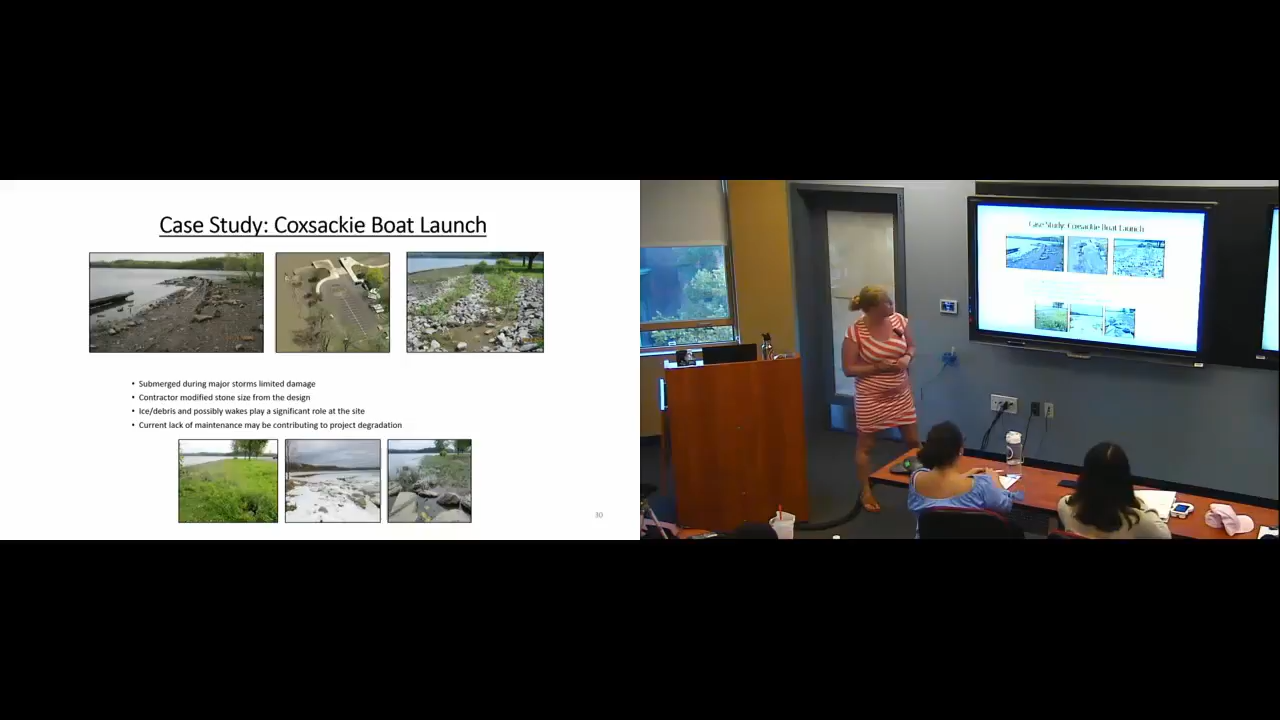 Case Study: Coxsackie Boat Launch
• Submerged during major storms limited damage
• Contractor modified stone size from the design
• Ice/debris and possibly wakes play a significant role at the site
• Current lack of maintenance may be contributing to project degradation
30
Case Study: Coxsackie Boat Launch